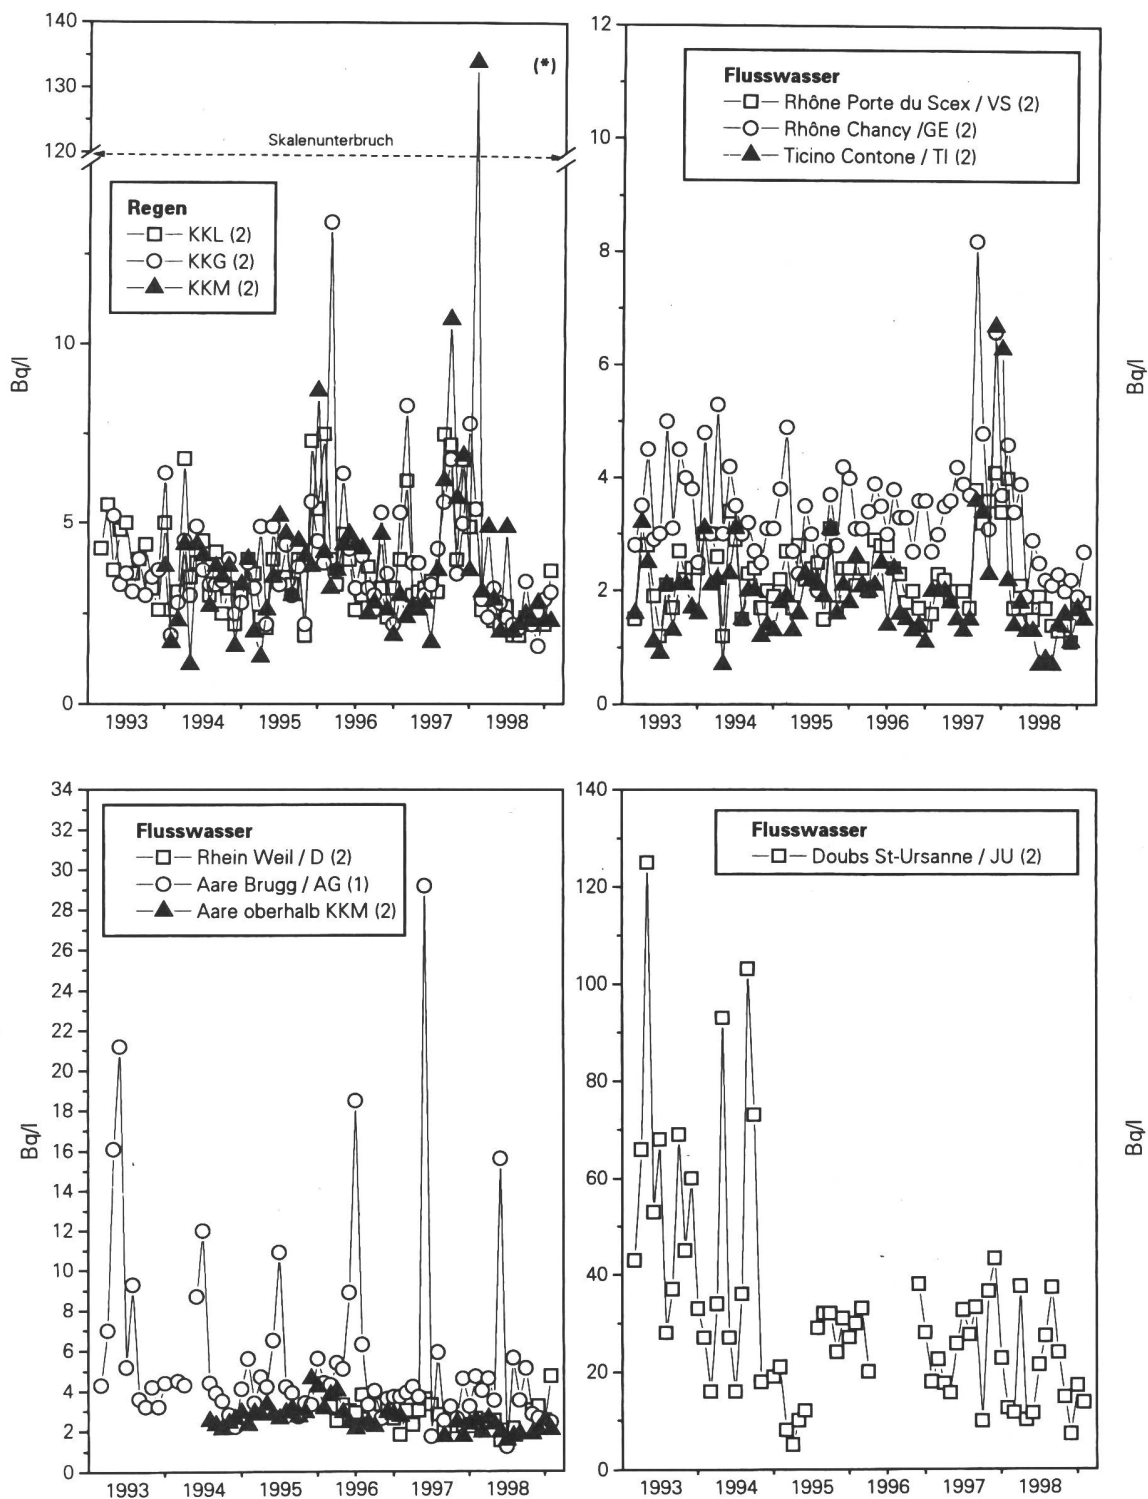 140
130
120
10
5
0
Bq/l
(*)
Skalenunterbruch
Regen
KKL (2)
KKG (2)
KKM (2)
1993 1994 1995 1996 1997 1998
12
10
8
6
4
2
0
Bq/l
Flusswasser
Rhône Porte du Scex / VS (2)
Rhône Chancy /GE (2)
Ticino Contone / TI (2)
1993 1994 1995 1996 1997 1998
34
32
30
28
26
24
22
20
18
16
14
12
10
8
6
4
2
0
Bq/l
Flusswasser
Rhein Weil / D (2)
Aare Brugg / AG (1)
Aare oberhalb KKM (2)
1993 1994 1995 1996 1997 1998
140
120
100
80
60
40
20
0
Bq/l
Flusswasser
Doubs St-Ursanne / JU (2)
1993 1994 1995 1996 1997 1998